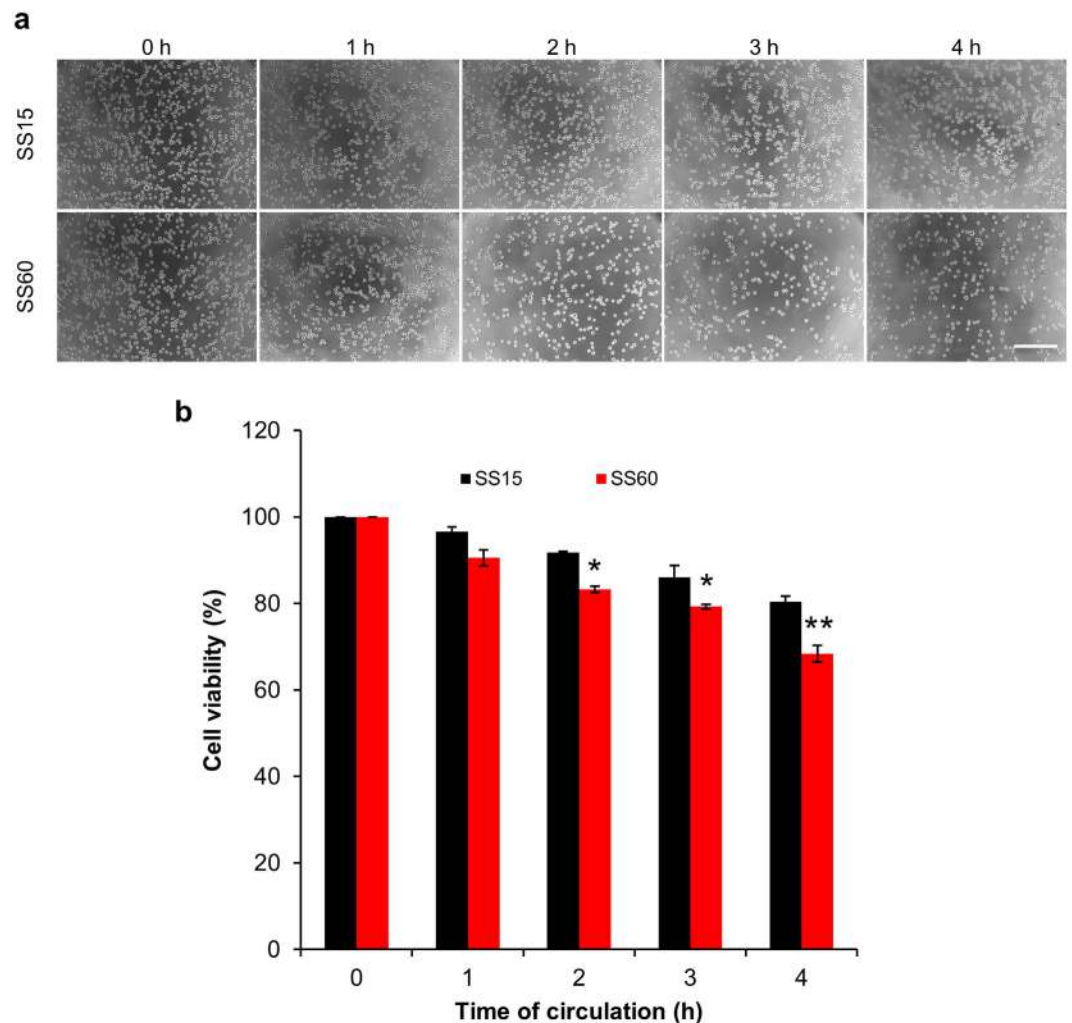 a
0 h 1 h 2 h 3 h 4 h
SS15
SS60
b
120
SS15 SS60
100
80
60
40
20
0
* * **
Cell viability (%)
0 1 2 3 4
Time of circulation (h)